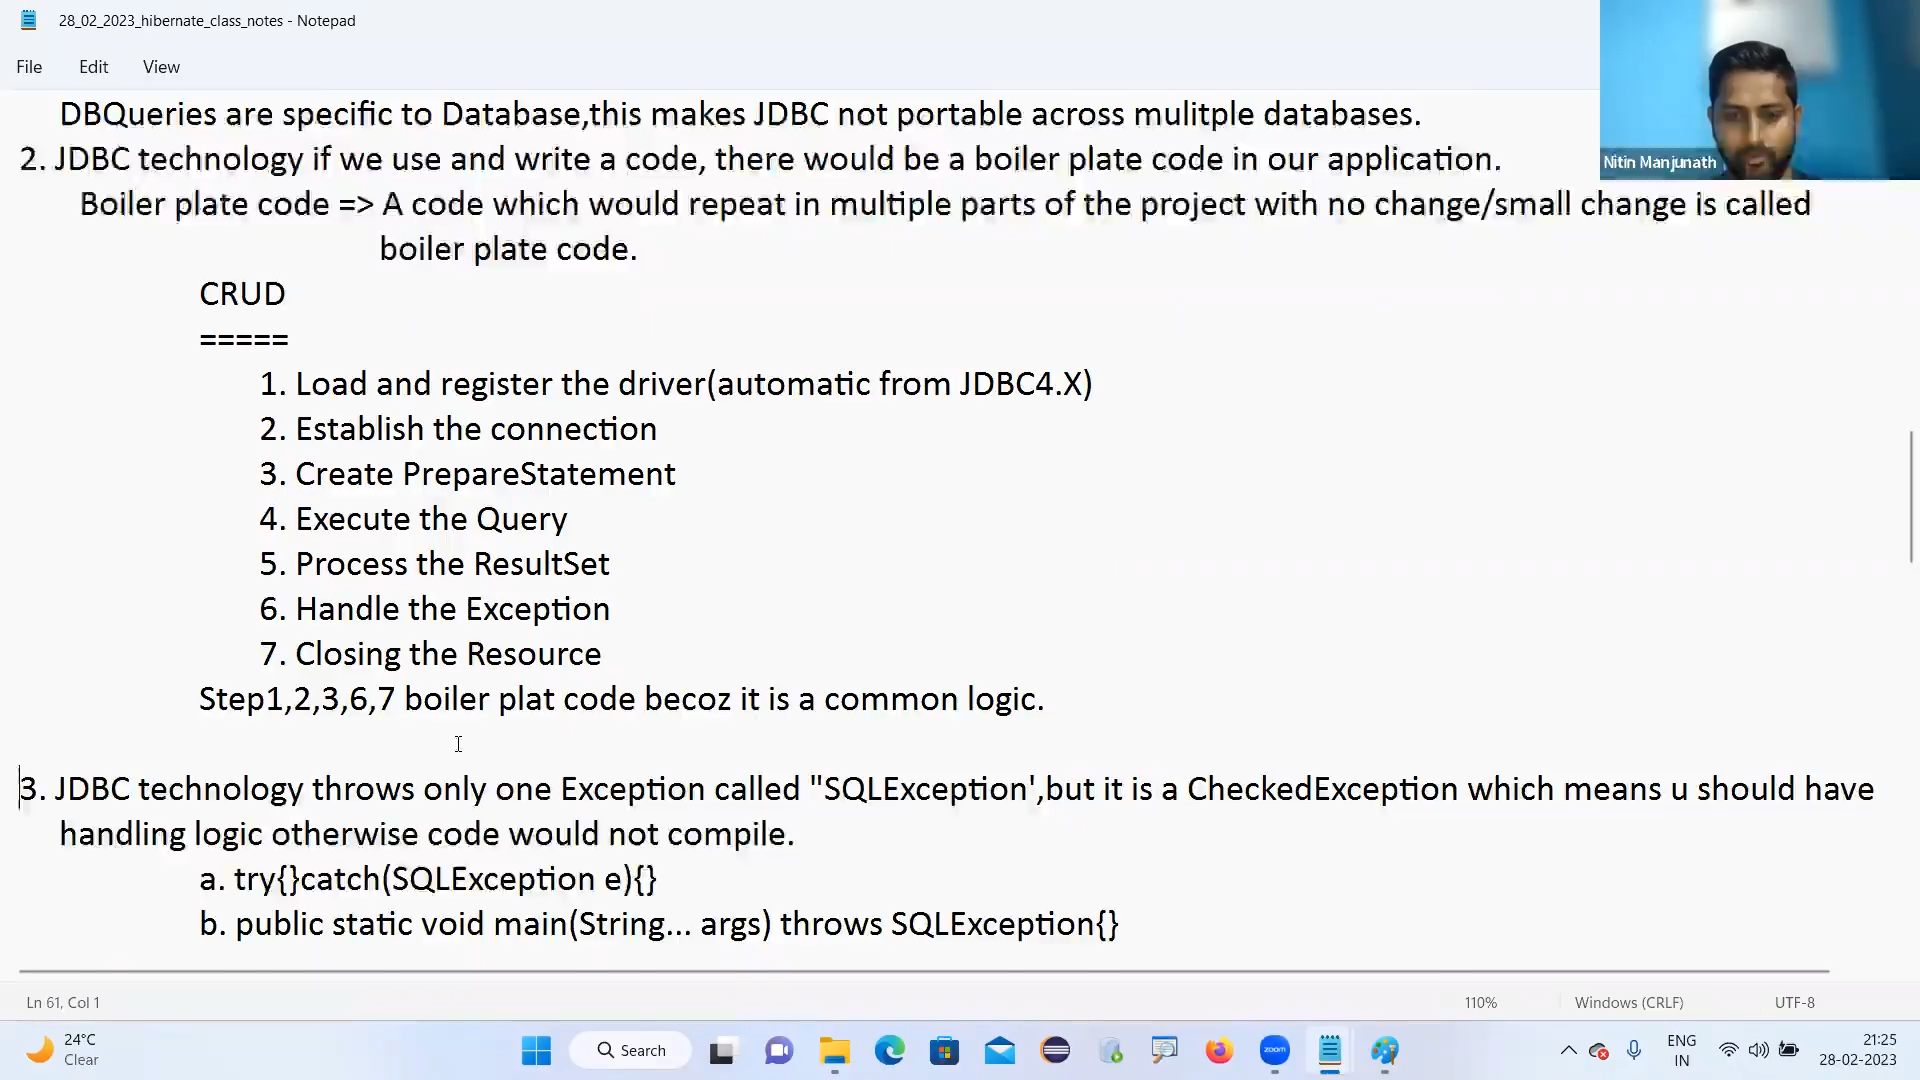 28_02_2023_hibernate_class_notes - Notepad
File Edit View
DBQueries are specific to Database,this makes JDBC not portable across mulitple databases.
2. JDBC technology if we use and write a code, there would be a boiler plate code in our application.
Nitin Manjunath
Boiler plate code => A code which would repeat in multiple parts of the project with no change/small change is called
boiler plate code.
CRUD
=====
1. Load and register the driver(automatic from JDBC4.X)
2. Establish the connection
3. Create PrepareStatement
4. Execute the Query
5. Process the ResultSet
6. Handle the Exception
7. Closing the Resource
Step1,2,3,6,7 boiler plat code becoz it is a common logic.
3. JDBC technology throws only one Exception called "SQLException',but it is a CheckedException which means u should have
handling logic otherwise code would not compile.
a. try{}catch(SQLException e){}
b. public static void main(String... args) throws SQLException{}
Ln 61, Col 1 110% Windows (CRLF) UTF-8
24°C
Clear
Search
zoom
ENG
IN
21:25
28-02-2023